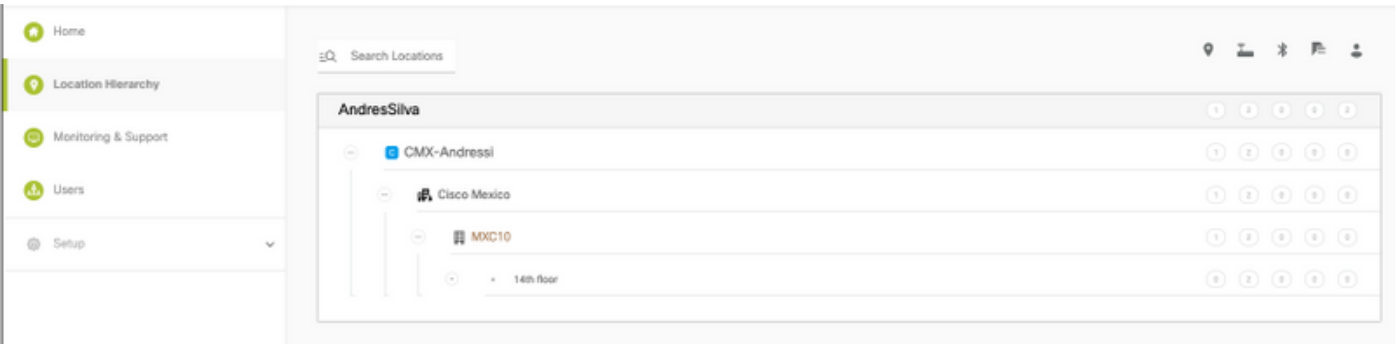 Home
Location Hierarchy
Monitoring & Support
Users
Setup
Search Locations
AndresSilva
C CMX-Andressi
Cisco Mexico
MXC10
14th floor